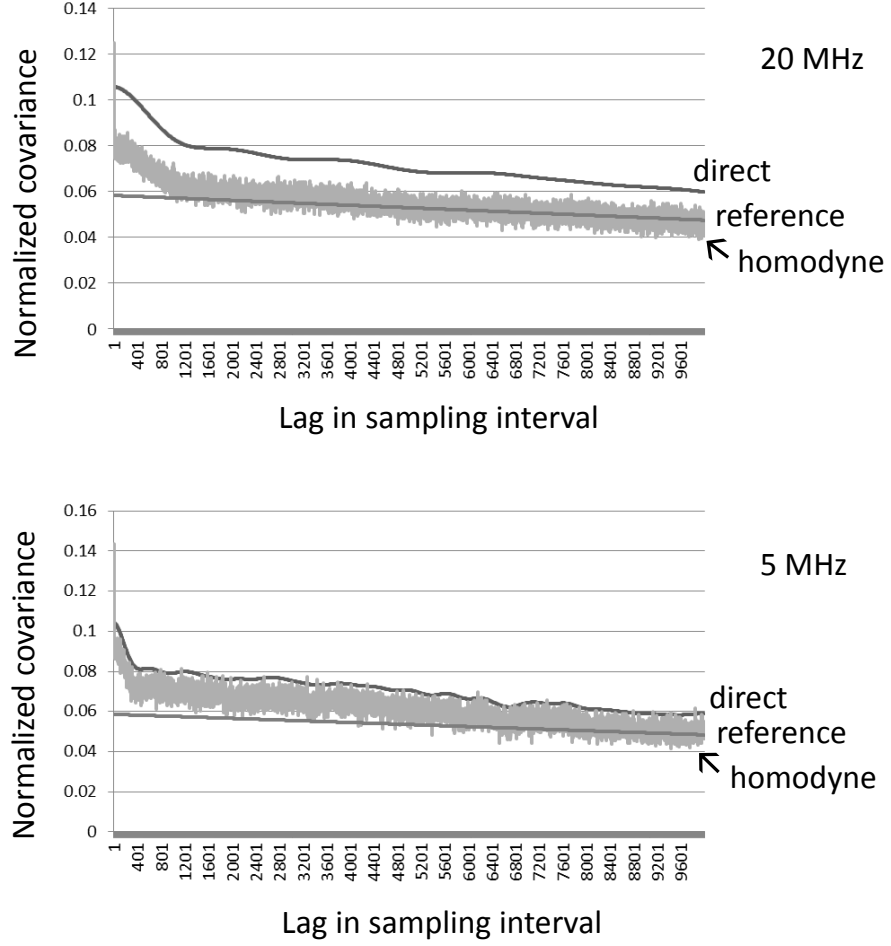 0.14
0.12
0.1
0.08
0.06
0.04
0.02
0
Normalized covariance
20 MHz
direct
reference
homodyne
1 401 801 1201 1601 2001 2401 2801 3201 3601 4001 4401 4801 5201 5601 6001 6401 6801 7201 7601 8001 8401 8801 9201 9601
Lag in sampling interval
0.16
0.14
0.12
0.1
0.08
0.06
0.04
0.02
0
Normalized covariance
5 MHz
direct
reference
homodyne
1 401 801 1201 1601 2001 2401 2801 3201 3601 4001 4401 4801 5201 5601 6001 6401 6801 7201 7601 8001 8401 8801 9201 9601
Lag in sampling interval